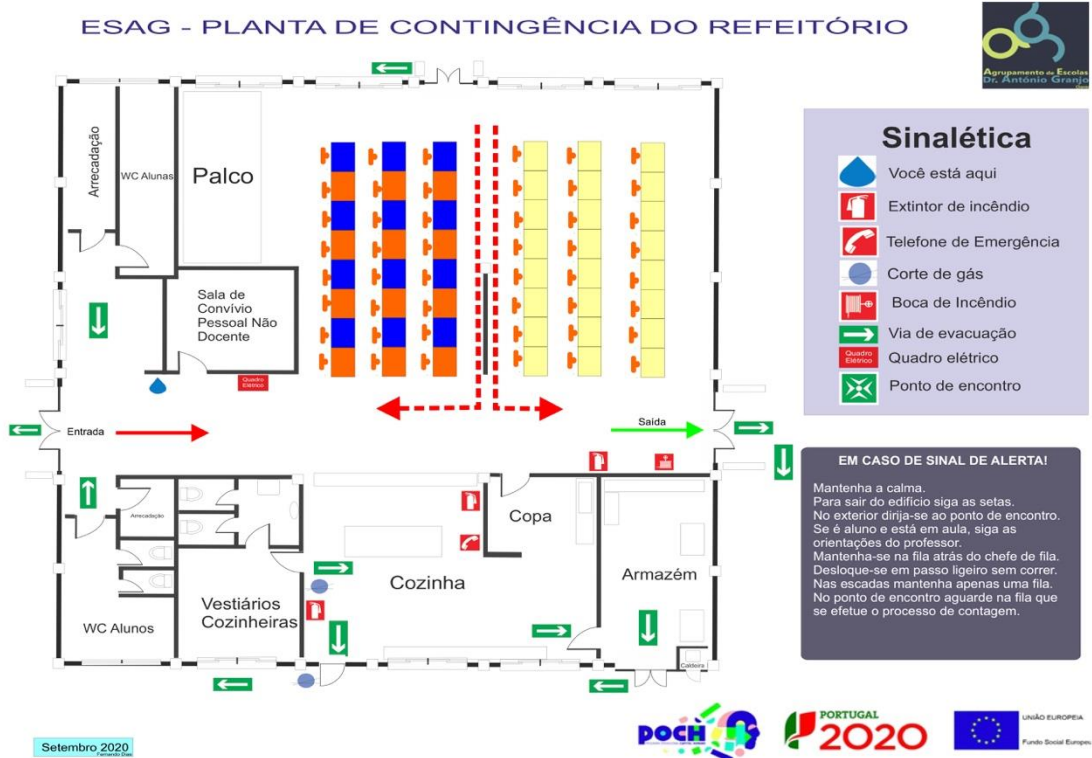 ESAG - PLANTA DE CONTINGÊNCIA DO REFEITÓRIO
Agrupamento de Escolas
Dr. António Granjo
Arrecadação
WC Alunas
Palco
Sala de
Convívio
Pessoal Não
Docente
Quadro
Elétrico
Entrada
Saída
Arrecadação
Copa
Cozinha
Armazém
Vestiários
Cozinheiras
WC Alunos
Caldeira
Sinalética
Você está aqui
Extintor de incêndio
Telefone de Emergência
Corte de gás
Boca de Incêndio
Via de evacuação
Quadro
Elétrico
Quadro elétrico
Ponto de encontro
EM CASO DE SINAL DE ALERTA!
Mantenha a calma.
Para sair do edifício siga as setas.
No exterior dirija-se ao ponto de encontro.
Se é aluno e está em aula, siga as
orientações do professor.
Mantenha-se na fila atrás do chefe de fila.
Desloque-se em passo ligeiro sem correr.
Nas escadas mantenha apenas uma fila.
No ponto de encontro aguarde na fila que
se efetue o processo de contagem.
Setembro 2020
Fernando Dias
POCH
PORTUGAL
2020
UNIÃO EUROPEIA
Fundo Social Europeu